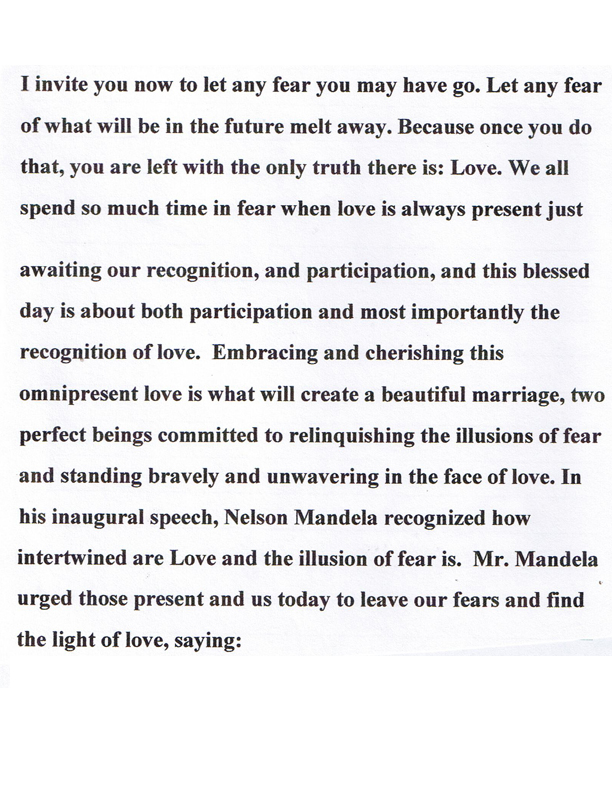 I invite you now to let any fear you may have go. Let any fear
of what will be in the future melt away. Because once you do
that, you are left with the only truth there is: Love. We all
spend so much time in fear when love is always present just
awaiting our recognition, and participation, and this blessed
day is about both participation and most importantly the
recognition of love.  Embracing and cherishing this
omnipresent love is what will create a beautiful marriage, two
perfect beings committed to relinquishing the illusions of fear
and standing bravely and unwavering in the face of love. In
his inaugural speech, Nelson Mandela recognized how
intertwined are Love and the illusion of fear is.  Mr. Mandela
urged those present and us today to leave our fears and find
the light of love, saying: